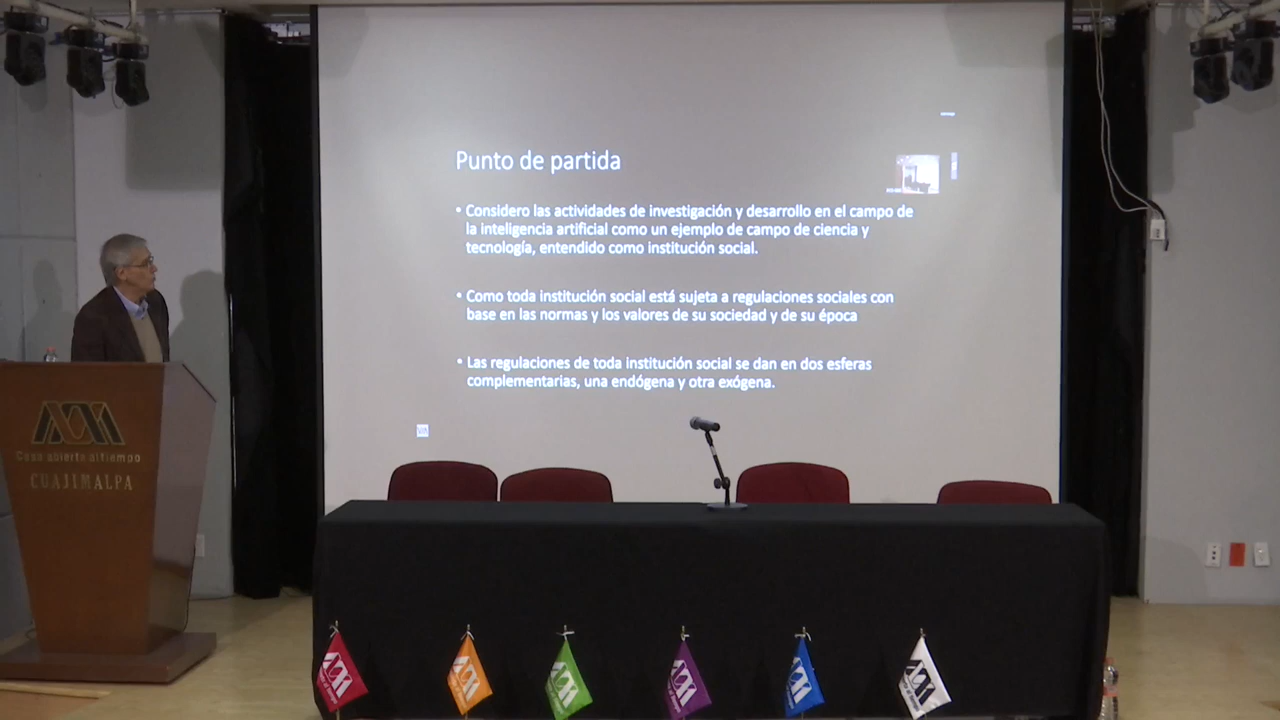 Punto de partida
• Considero las actividades de investigación y desarrollo en el campo de
la inteligencia artificial como un ejemplo de campo de ciencia y
tecnología, entendido como institución social.
• Como toda institución social está sujeta a regulaciones sociales con
base en las normas y los valores de su sociedad y de su época
• Las regulaciones de toda institución social se dan en dos esferas
complementarias, una endógena y otra exógena.
Casa abierta al tiempo
CUAJIMALPA